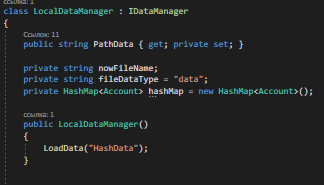 Ссылка: 1
class LocalDataManager : IDataManager
{
Ссылок: 11
public string PathData { get; private set; }
private string nowFileName;
private string fileDataType = "data";
private HashMap<Account> hashMap = new HashMap<Account>();
Ссылка: 1
public LocalDataManager()
{
LoadData("HashData");
}